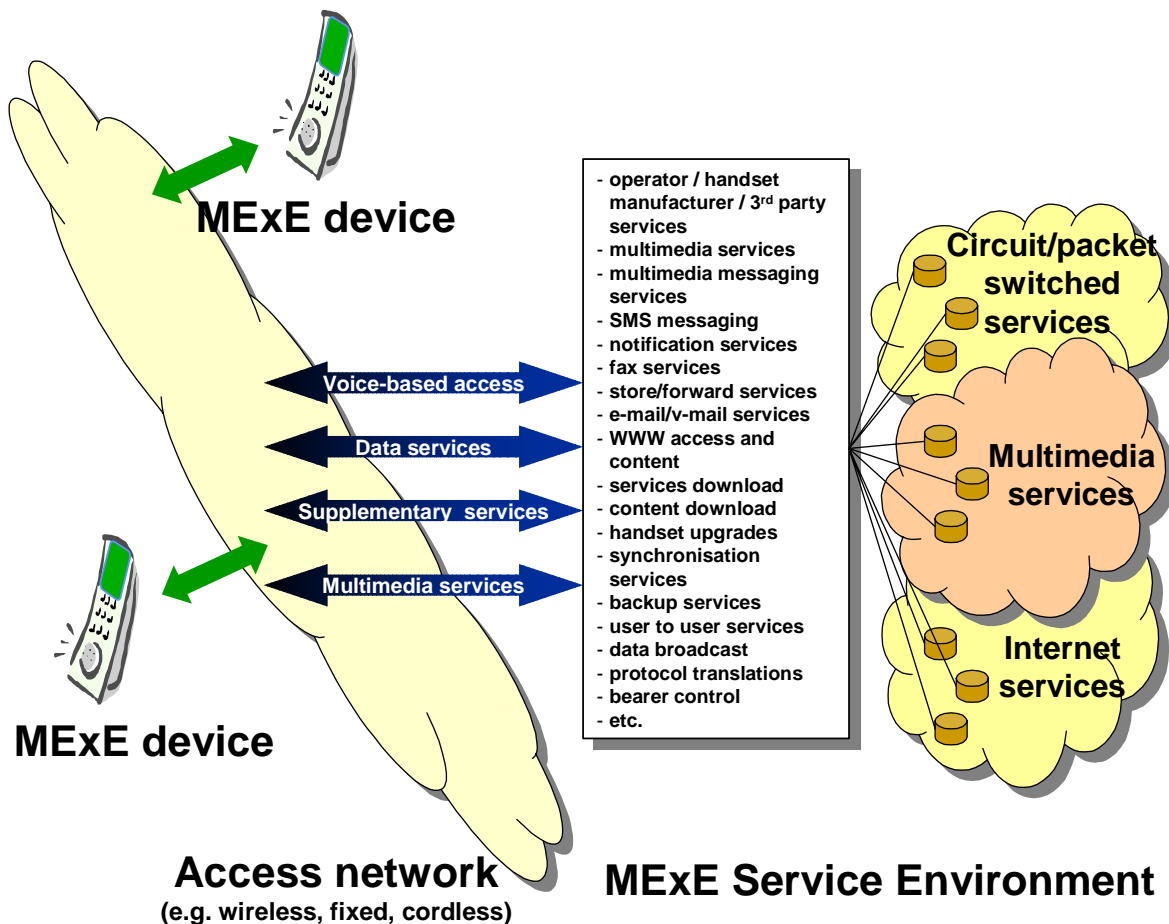 MExE device
- operator / handset
manufacturer / 3rd party
services
- multimedia services
- multimedia messaging
services
- SMS messaging
- notification services
- fax services
- store/forward services
- e-mail/v-mail services
- WWW access and
content
- services download
- content download
- handset upgrades
- synchronisation
services
- backup services
- user to user services
- data broadcast
- protocol translations
- bearer control
- etc.
Circuit/packet
switched
services
Voice-based access
Data services
Supplementary services
Multimedia services
Multimedia
services
Internet
services
MExE device
Access network
(e.g. wireless, fixed, cordless)
MExE Service Environment